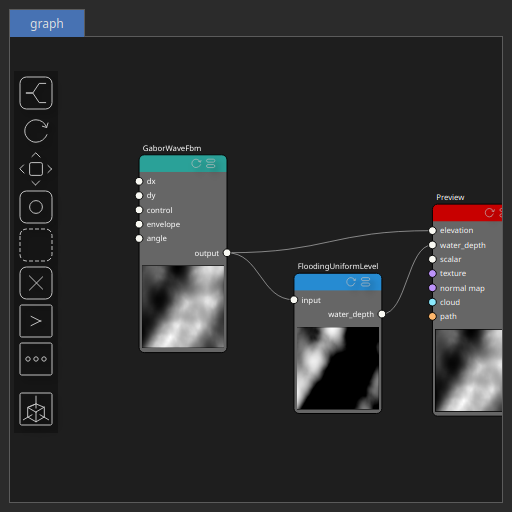 graph
GaborWaveFbm
dx
dy
control
envelope
angle
output
FloodingUniformLevel
input
water_depth
Preview
elevation
water_depth
scalar
texture
normal map
cloud
path